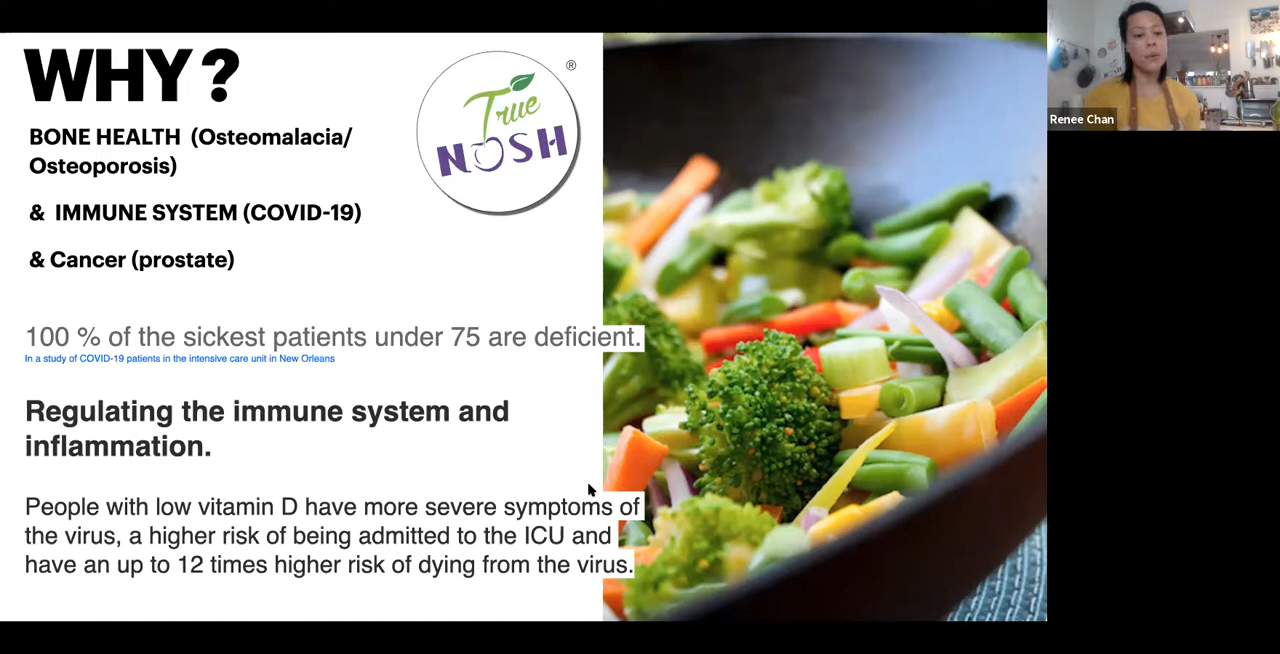 WHY?
BONE HEALTH (Osteomalacia/
Osteoporosis)
& IMMUNE SYSTEM (COVID-19)
& Cancer (prostate)
True
NOSH
®
100 % of the sickest patients under 75 are deficient.
In a study of COVID-19 patients in the intensive care unit in New Orleans
Regulating the immune system and
inflammation.
People with low vitamin D have more severe symptoms of
the virus, a higher risk of being admitted to the ICU and
have an up to 12 times higher risk of dying from the virus.
Renee Chan